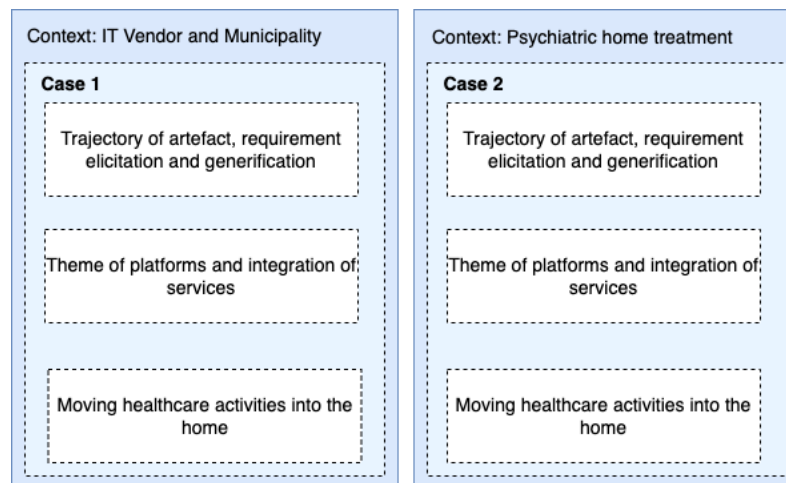 Context: IT Vendor and Municipality
Case 1
Trajectory of artefact, requirement
elicitation and generification
Theme of platforms and integration of
services
Moving healthcare activities into the
home
Context: Psychiatric home treatment
Case 2
Trajectory of artefact, requirement
elicitation and generification
Theme of platforms and integration of
services
Moving healthcare activities into the
home